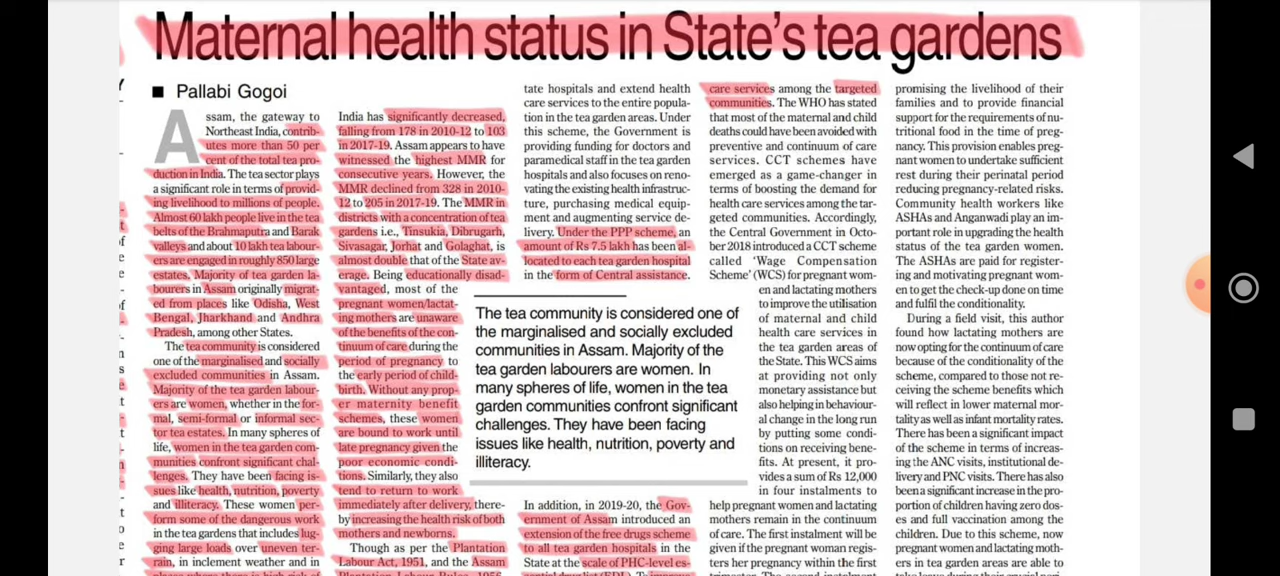 Maternal health status in State's tea gardens
■ Pallabi Gogoi
Assam, the gateway to
Northeast India, contrib-
utes more than 50 per
cent of the total tea pro-
duction in India. The tea sector plays
a significant role in terms of provid-
ing livelihood to millions of people.
Almost 60 lakh people live in the tea
belts of the Brahmaputra and Barak
valleys and about 10 lakh tea labour-
ers are engaged in roughly 850 large
estates. Majority of tea garden la-
bourers in Assam originally migrat-
ed from places like Odisha, West
Bengal, Jharkhand and Andhra
Pradesh, among other States.
The tea community is considered
one of the marginalised and socially
excluded communities in Assam.
Majority of the tea garden labour-
ers are women, whether in the for-
mal, semi-formal or informal sec-
tor tea estates. In many spheres of
life, women in the tea garden com-
munities confront significant chal-
lenges. They have been facing is-
sues like health, nutrition, poverty
and illiteracy. These women per-
form some of the dangerous work
in the tea gardens that includes lug-
ging large loads over uneven ter-
rain, in inclement weather and in
India has significantly decreased,
falling from 178 in 2010-12 to 103
in 2017-19. Assam appears to have
witnessed the highest MMR for
consecutive years. However, the
MMR declined from 328 in 2010-
12 to 205 in 2017-19. The MMR in
districts with a concentration of tea
gardens i.e., Tinsukia, Dibrugarh,
Sivasagar, Jorhat and Golaghat, is
almost double that of the State av-
erage. Being educationally disad-
vantaged, most of the
pregnant women/lactat-
ing mothers are unaware
of the benefits of the con-
tinuum of care during the
period of pregnancy to
the early period of child-
birth. Without any prop-
er maternity benefit
schemes, these women
are bound to work until
late pregnancy given the
poor economic condi-
tions. Similarly, they also
tend to return to work
immediately after delivery, there-
by increasing the health risk of both
mothers and newborns.
Though as per the Plantation
Labour Act, 1951, and the Assam
Plantation Labour Rules, 1956,
tate hospitals and extend health
care services to the entire popula-
tion in the tea garden areas. Under
this scheme, the Government is
providing funding for doctors and
paramedical staff in the tea garden
hospitals and also focuses on reno-
vating the existing health infrastruc-
ture, purchasing medical equip-
ment and augmenting service de-
livery. Under the PPP scheme, an
amount of Rs 7.5 lakh has been al-
located to each tea garden hospital
in the form of Central assistance.
The tea community is considered one of
the marginalised and socially excluded
communities in Assam. Majority of the
tea garden labourers are women. In
many spheres of life, women in the tea
garden communities confront significant
challenges. They have been facing
issues like health, nutrition, poverty and
illiteracy.
In addition, in 2019-20, the Gov-
ernment of Assam introduced an
extension of the free drugs scheme
to all tea garden hospitals in the
State at the scale of PHC-level es-
care services among the targeted
communities. The WHO has stated
that most of the maternal and child
deaths could have been avoided with
preventive and continuum of care
services. CCT schemes have
emerged as a game-changer in
terms of boosting the demand for
health care services among the tar-
geted communities. Accordingly,
the Central Government in Octo-
ber 2018 introduced a CCT scheme
called 'Wage Compensation
Scheme' (WCS) for pregnant wom-
en and lactating mothers
to improve the utilisation
of maternal and child
health care services in
the tea garden areas of
the State. This WCS aims
at providing not only
monetary assistance but
also helping in behaviour-
al change in the long run
by putting some condi-
tions on receiving bene-
fits. At present, it pro-
vides a sum of Rs 12,000
in four instalments to
help pregnant women and lactating
mothers remain in the continuum
of care. The first instalment will be
given if the pregnant woman regis-
ters her pregnancy within the first
promising the livelihood of their
families and to provide financial
support for the requirements of nu-
tritional food in the time of preg-
nancy. This provision enables preg-
nant women to undertake sufficient
rest during their perinatal period
reducing pregnancy-related risks.
Community health workers like
ASHAs and Anganwadi play an im-
portant role in upgrading the health
status of the tea garden women.
The ASHAs are paid for register-
ing and motivating pregnant wom-
en to get the check-up done on time
and fulfil the conditionality.
During a field visit, this author
found how lactating mothers are
now opting for the continuum of care
because of the conditionality of the
scheme, compared to those not re-
ceiving the scheme benefits which
will reflect in lower maternal mor-
tality as well as infant mortality rates.
There has been a significant impact
of the scheme in terms of increas-
ing the ANC visits, institutional de-
livery and PNC visits. There has also
been a significant increase in the pro-
portion of children having zero dos-
es and full vaccination among the
children. Due to this scheme, now
pregnant women and lactating moth-
ers in tea garden areas are able to